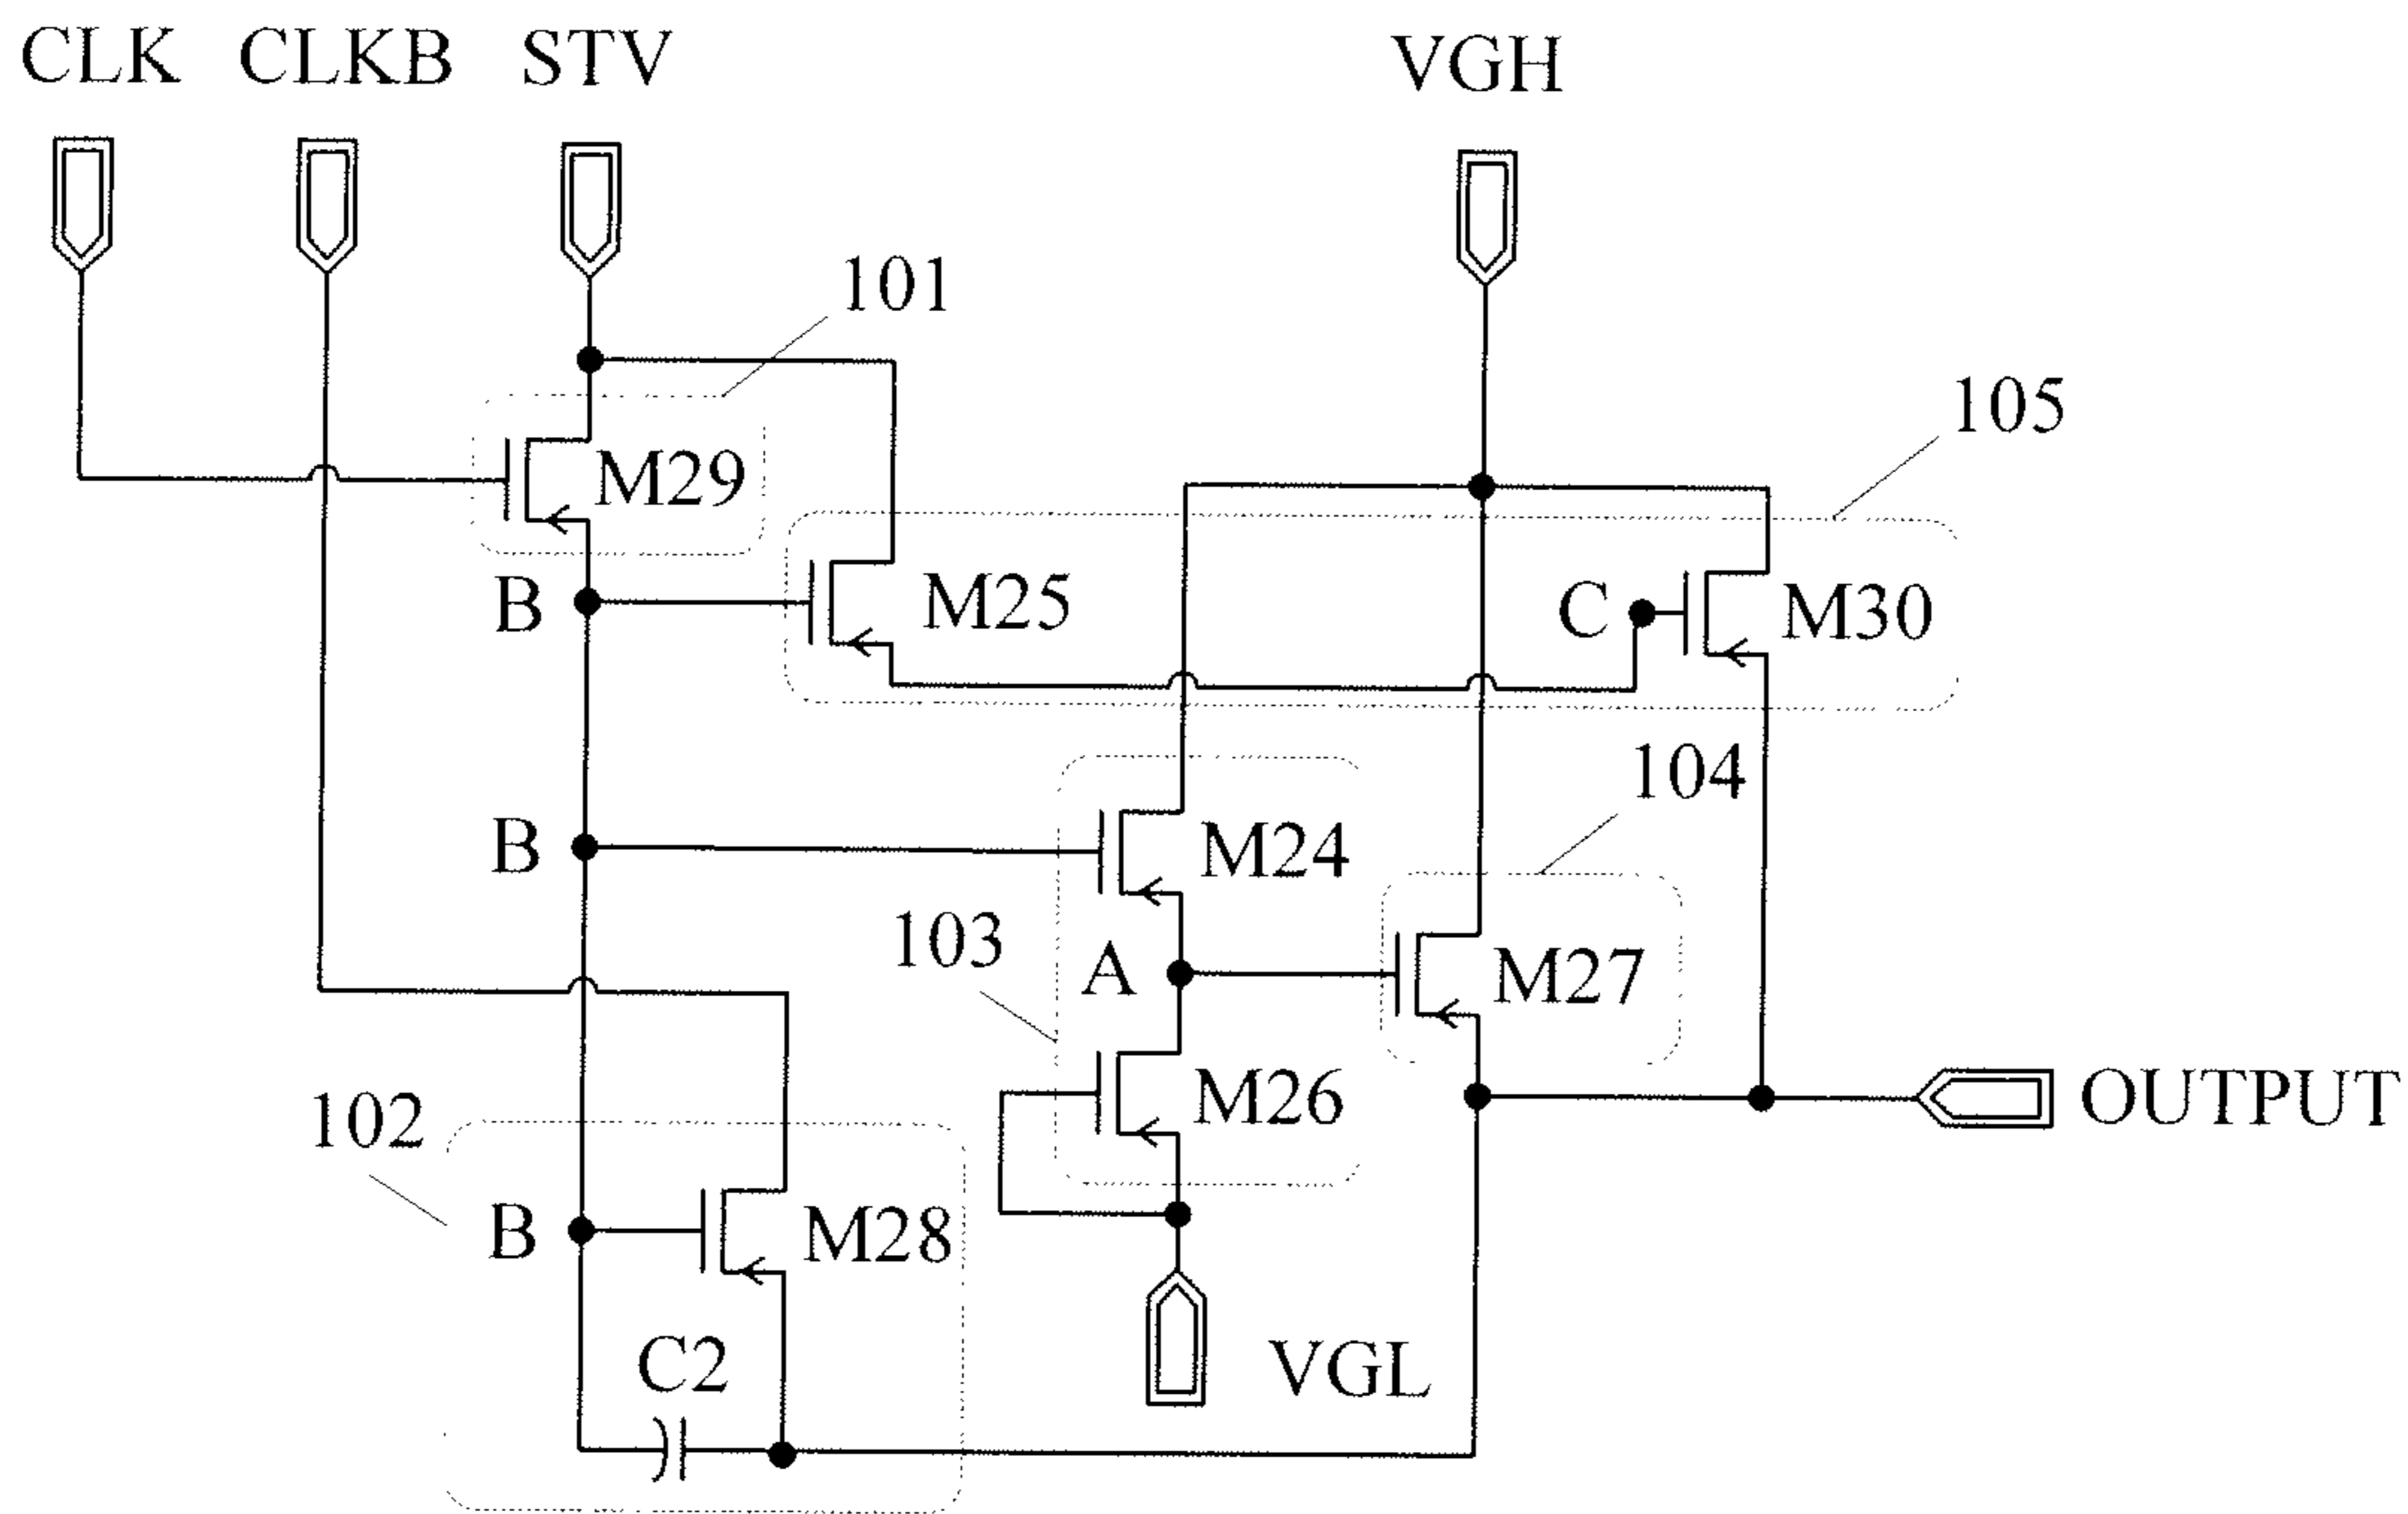 CLK CLKB STV VGH
101
105
M29
B M25 C M30
104
B M24
103
A M27
102 M26 OUTPUT
B M28
C2 VGL